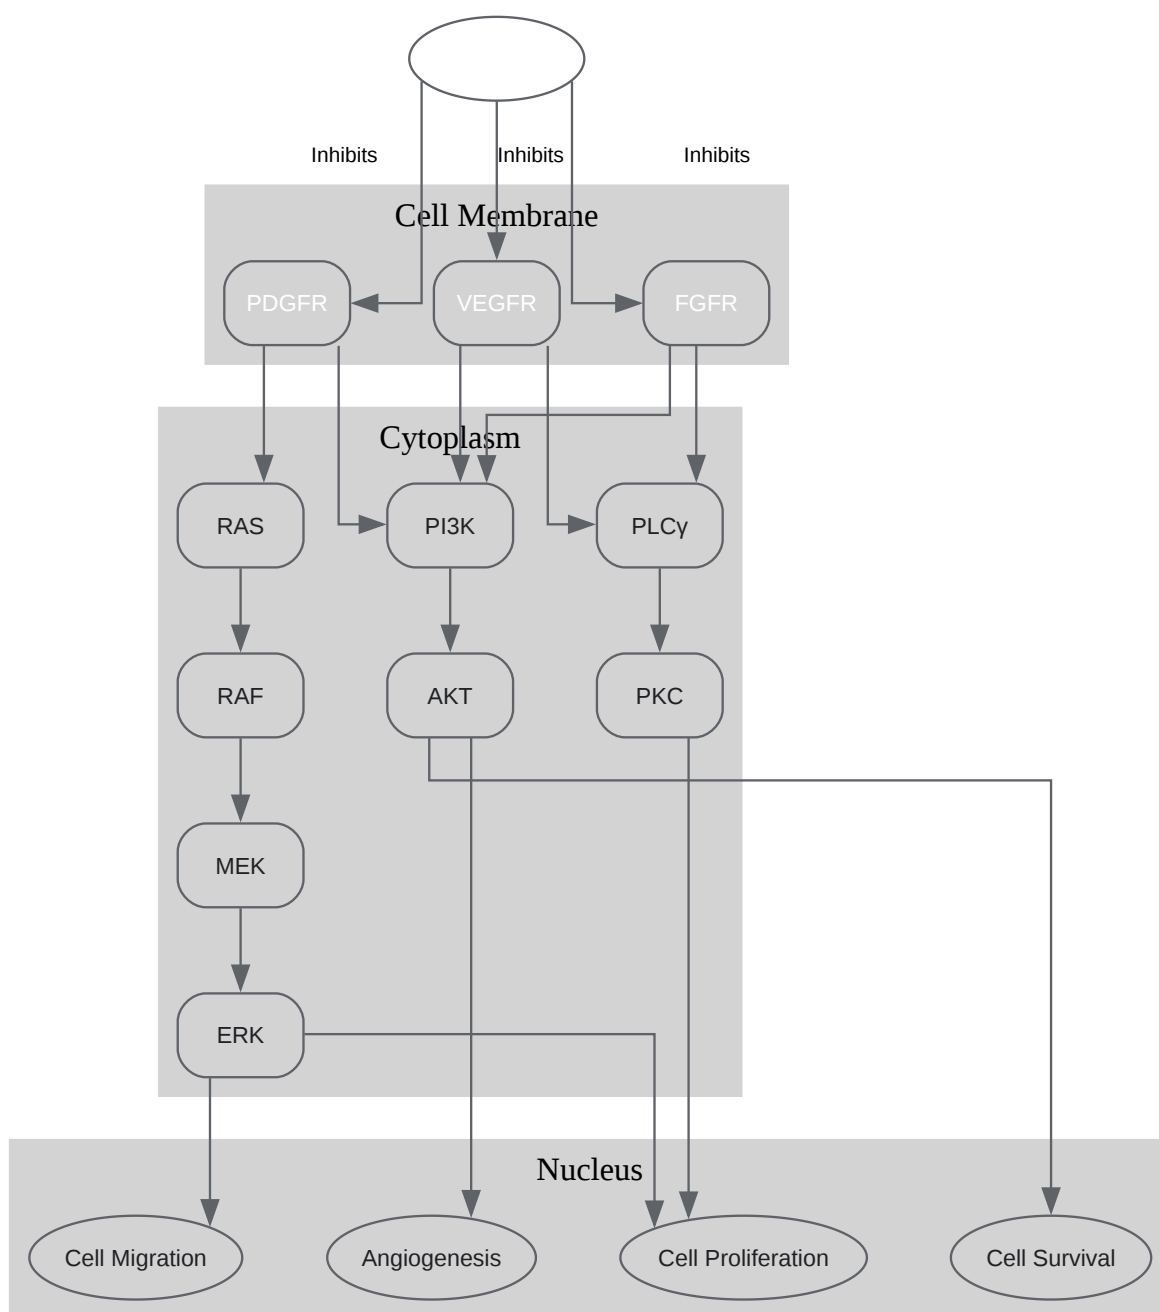 Inhibits
Inhibits
Inhibits
Cell Membrane
PDGFR
VEGFR
FGFR
Cytoplasm
RAS
PI3K
PLCγ
RAF
AKT
PKC
MEK
ERK
Nucleus
Cell Migration
Angiogenesis
Cell Proliferation
Cell Survival